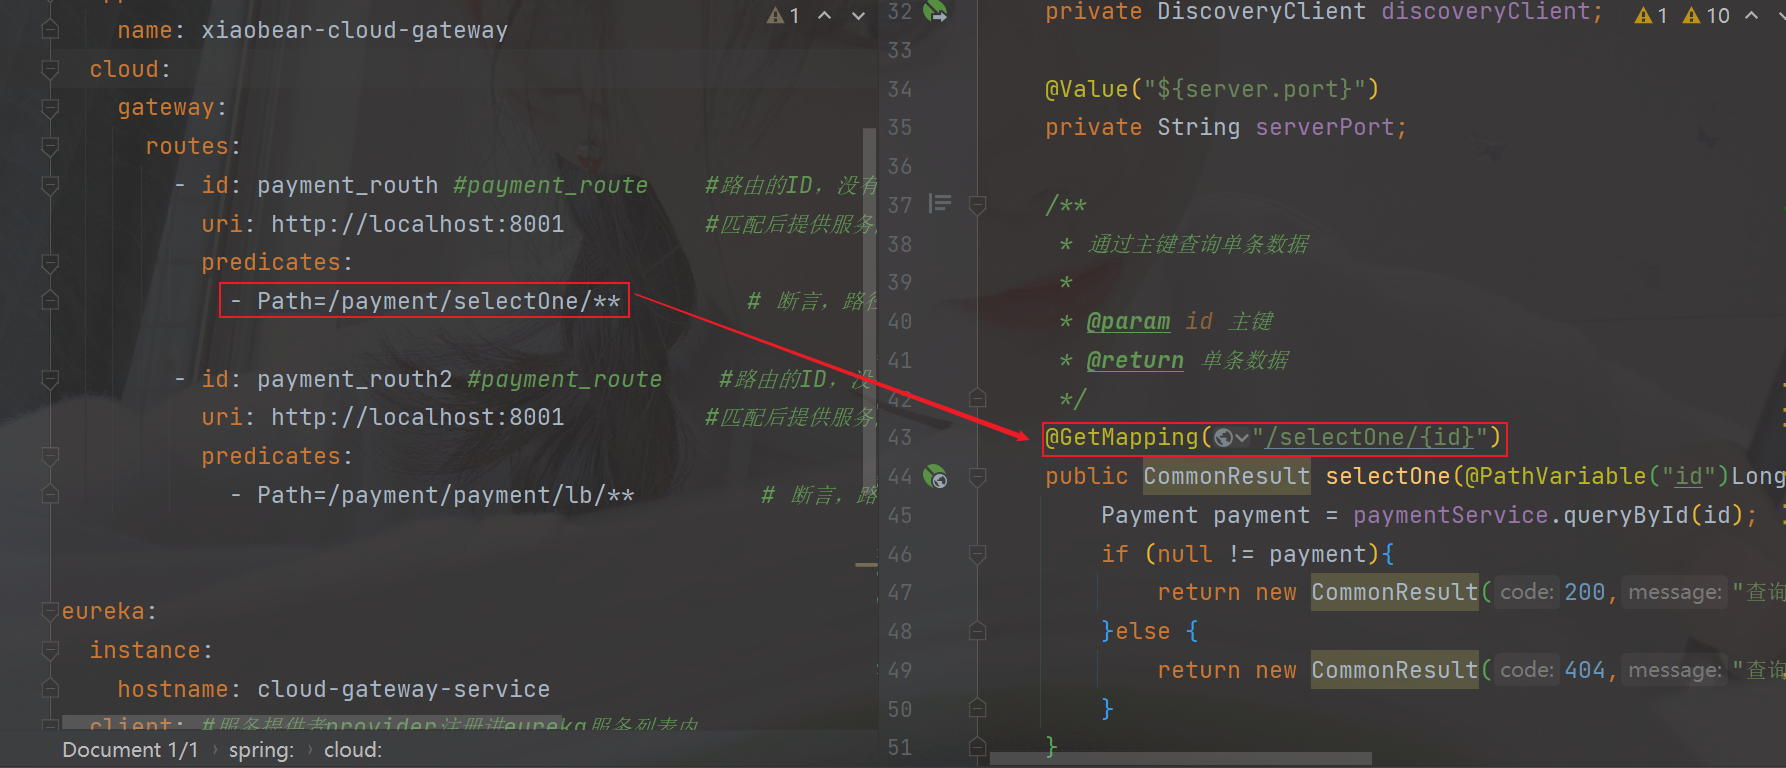 name: xiaobear-cloud-gateway
cloud:
gateway:
routes:
- id: payment_routh #payment_route #路由的ID，没有
uri: http://localhost:8001 #匹配后提供服务
predicates:
- Path=/payment/selectOne/** # 断言，路径
- id: payment_routh2 #payment_route #路由的ID，没
uri: http://localhost:8001 #匹配后提供服务
predicates:
- Path=/payment/payment/lb/** # 断言，路
eureka:
instance:
hostname: cloud-gateway-service
client: #服务提供者provider注册进eureka服务列表内
Document 1/1 › spring: › cloud:
1
32 private DiscoveryClient discoveryClient;
1 10
33
34 @Value("${server.port}")
35 private String serverPort;
36
37 /**
38 * 通过主键查询单条数据
39 *
40 * @param id 主键
41 * @return 单条数据
42 */
43 @GetMapping("/selectOne/{id}")
44 public CommonResult selectOne(@PathVariable("id")Long
45 Payment payment = paymentService.queryById(id);
46 if (null != payment){
47 return new CommonResult( code: 200, message: "查询
48 }else {
49 return new CommonResult( code: 404, message: "查询
50 }
51 }